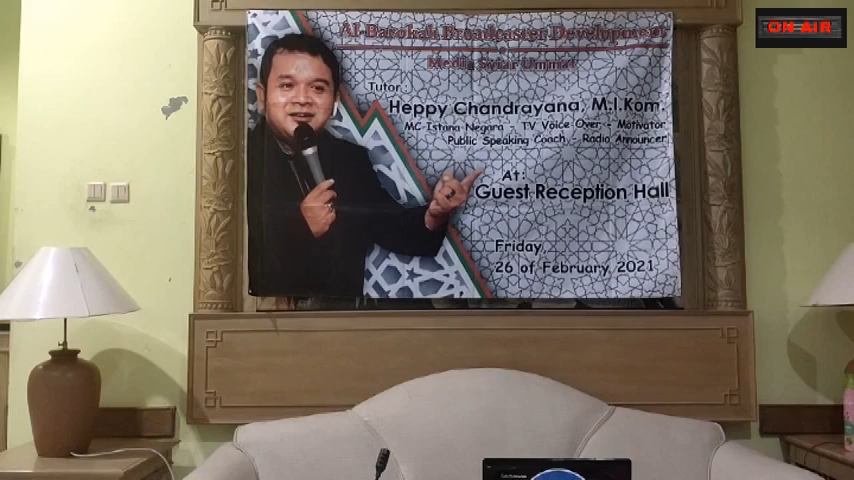 ON AIR
Al-Barokah Broadcaster Development
Media Syiar Ummat
Tutor :
Heppy Chandrayana, M.I.Kom.
MC Istana Negara - TV Voice Over - Motivator
Public Speaking Coach - Radio Announcer
At:
Guest Reception Hall
Friday,
26 of February 2021